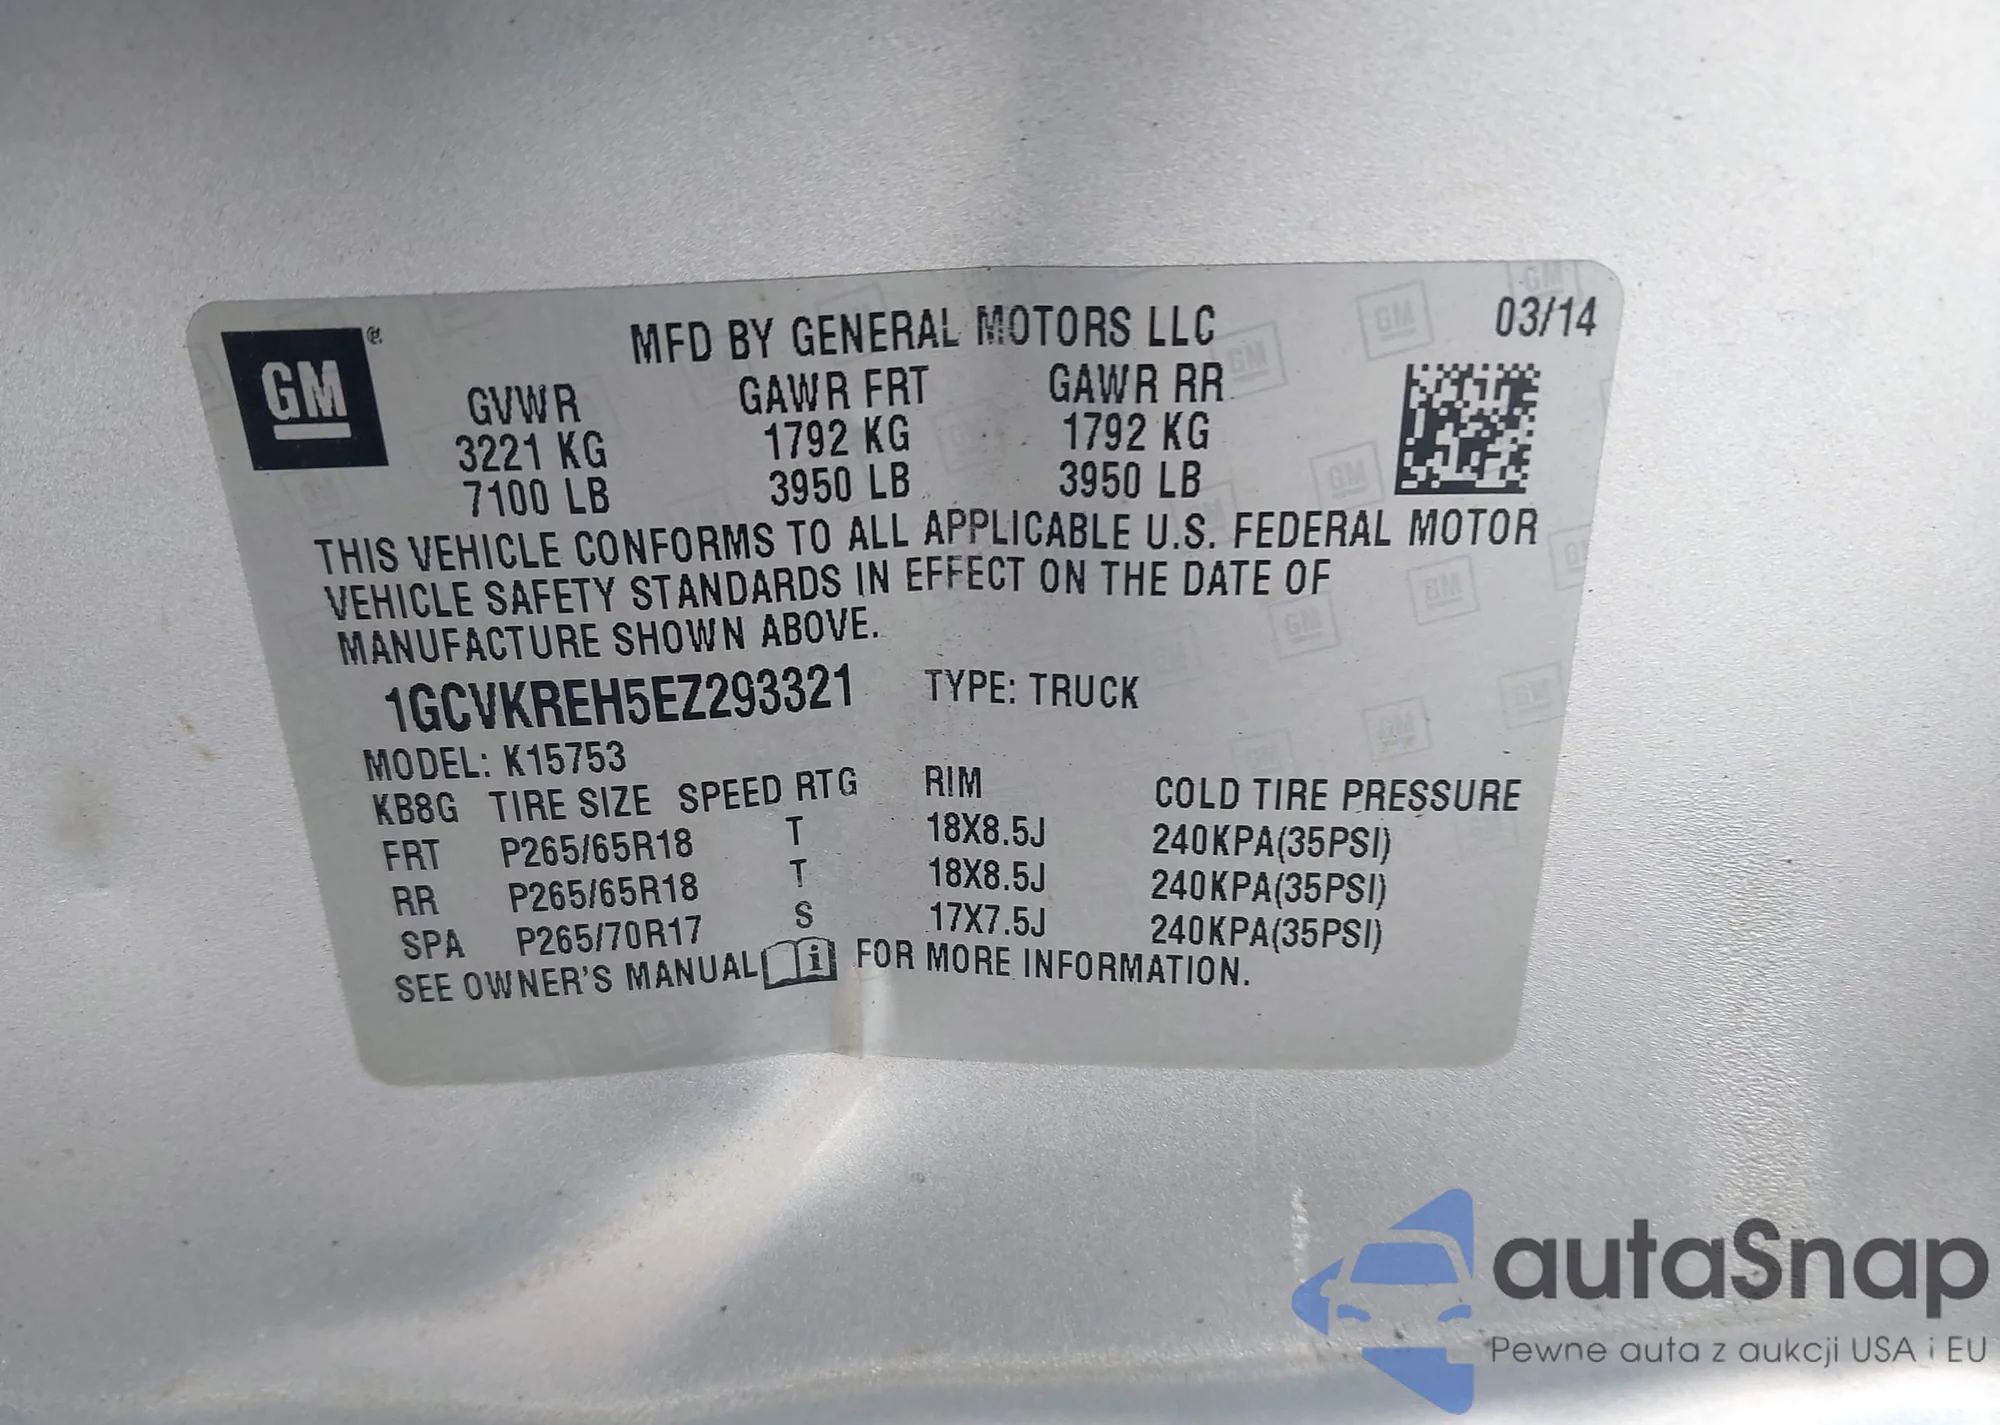 GM
MFD BY GENERAL MOTORS LLC 03/14
GVWR GAWR FRT GAWR RR
3221 KG 1792 KG 1792 KG
7100 LB 3950 LB 3950 LB
THIS VEHICLE CONFORMS TO ALL APPLICABLE U.S. FEDERAL MOTOR
VEHICLE SAFETY STANDARDS IN EFFECT ON THE DATE OF
MANUFACTURE SHOWN ABOVE.
1GCVKREH5EZ293321 TYPE: TRUCK
MODEL: K15753
KB8G TIRE SIZE SPEED RTG RIM COLD TIRE PRESSURE
FRT P265/65R18 T 18X8.5J 240KPA(35PSI)
RR P265/65R18 T 18X8.5J 240KPA(35PSI)
SPA P265/70R17 S 17X7.5J 240KPA(35PSI)
SEE OWNER'S MANUAL i FOR MORE INFORMATION.
autaSnap
Pewne auta z aukcji USA i EU